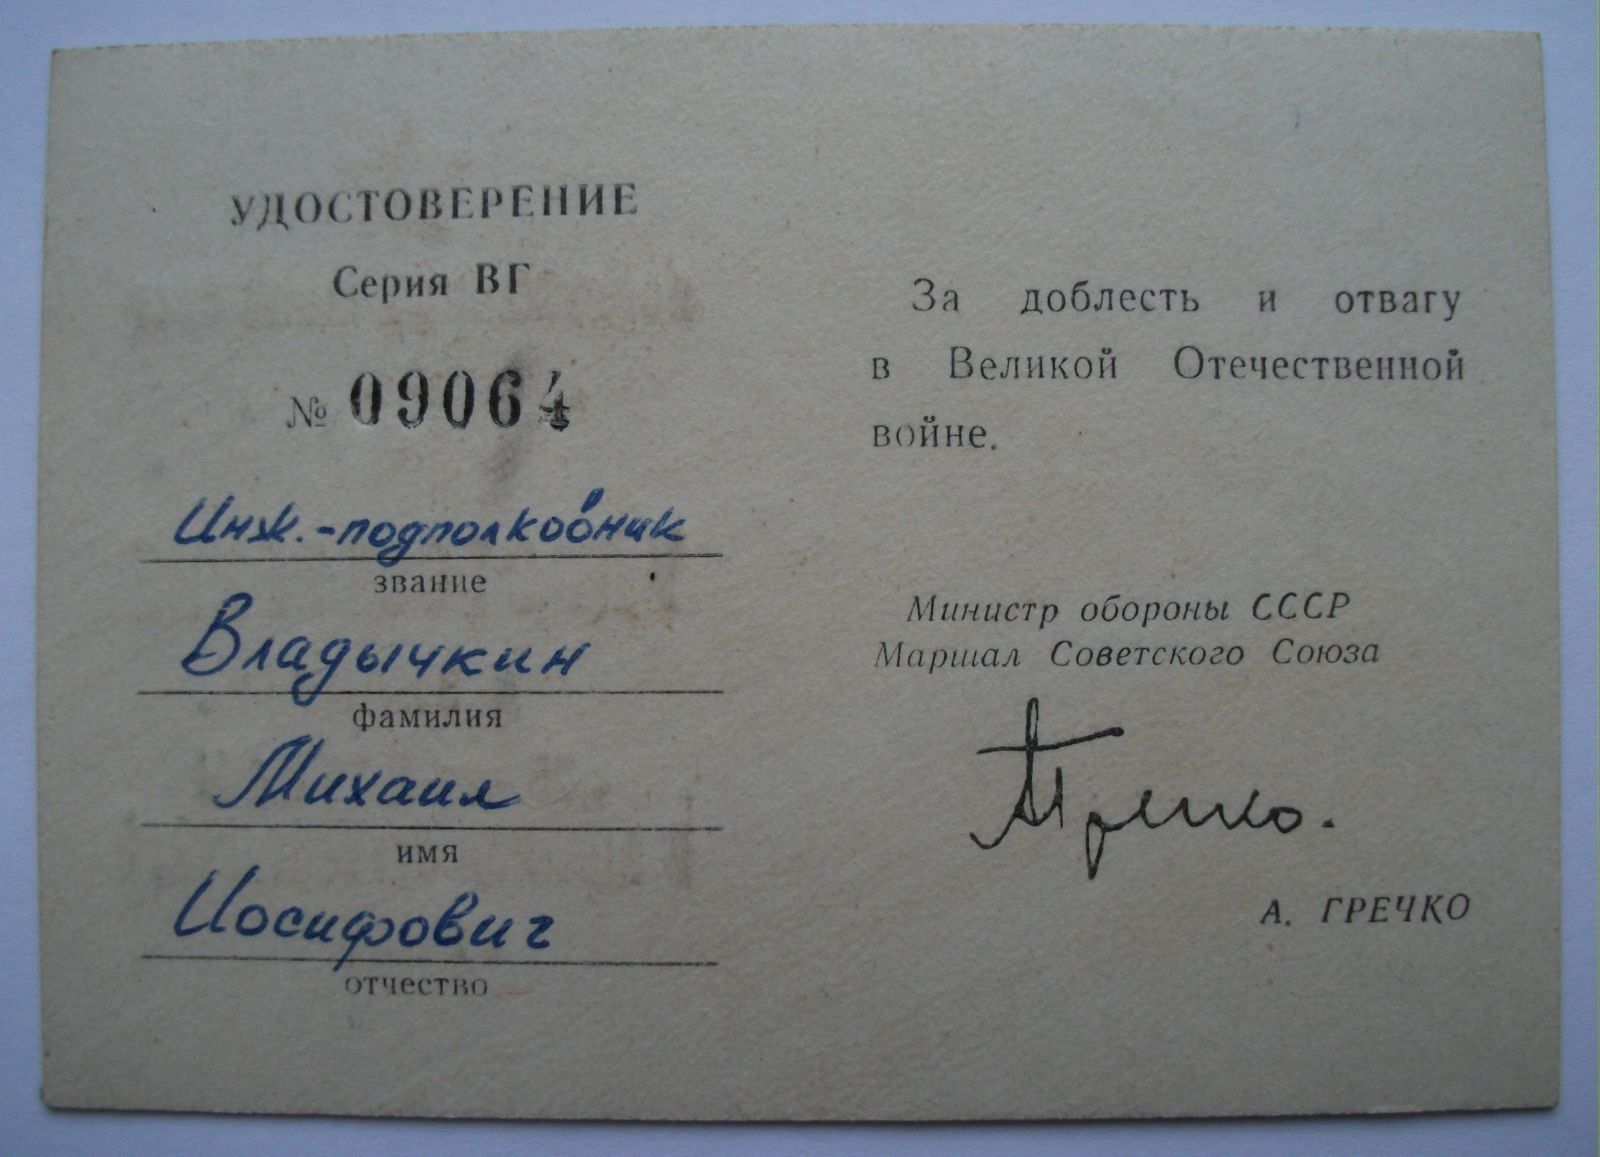 УДОСТОВЕРЕНИЕ
Серия ВГ
№ 09064
Инж.-подполковник
звание
Владычкин
фамилия
Михаил
имя
Иосифович
отчество
За доблесть и отвагу
в Великой Отечественной
войне.
Министр обороны СССР
Маршал Советского Союза
АГречко.
А. ГРЕЧКО